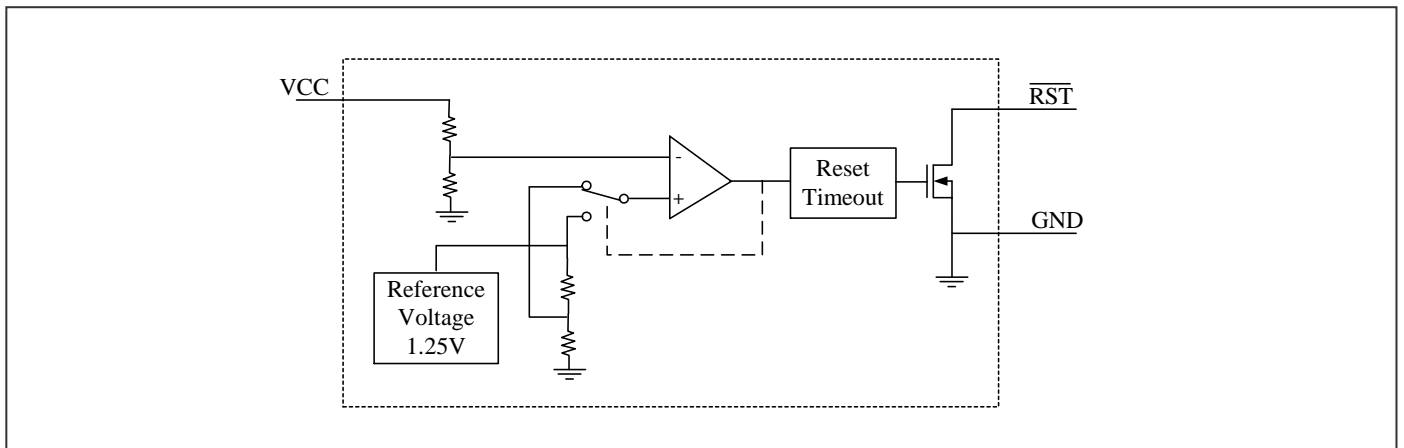 VCC
RST
-
+
Reset
Timeout
GND
Reference
Voltage
1.25V